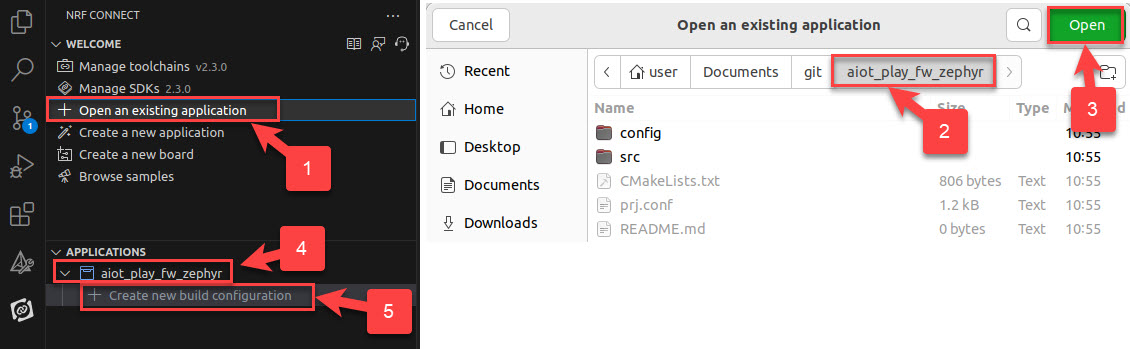 NRF CONNECT
WELCOME
Manage toolchains v2.3.0
Manage SDKs 2.3.0
Open an existing application
Create a new application
Create a new board
Browse samples
1
1
APPLICATIONS
aiot_play_fw_zephyr
Create new build configuration
4
5
Cancel
Open an existing application
Open
Recent
Home
Desktop
Documents
Downloads
user
Documents
git
aiot_play_fw_zephyr
2
3
Name
Size
Type
config
10:55
src
10:55
CMakeLists.txt
806 bytes
Text
10:55
prj.conf
1.2 kB
Text
10:55
README.md
0 bytes
Text
10:55